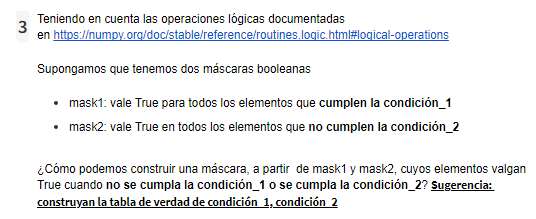 3
Teniendo en cuenta las operaciones lógicas documentadas
en https://numpy.org/doc/stable/reference/routines.logic.html#logical-operations
Supongamos que tenemos dos máscaras booleanas
• mask1: vale True para todos los elementos que cumplen la condición_1
• mask2: vale True en todos los elementos que no cumplen la condición_2
¿Cómo podemos construir una máscara, a partir de mask1 y mask2, cuyos elementos valgan
True cuando no se cumpla la condición_1 o se cumpla la condición_2? Sugerencia:
construyan la tabla de verdad de condición_1, condición_2